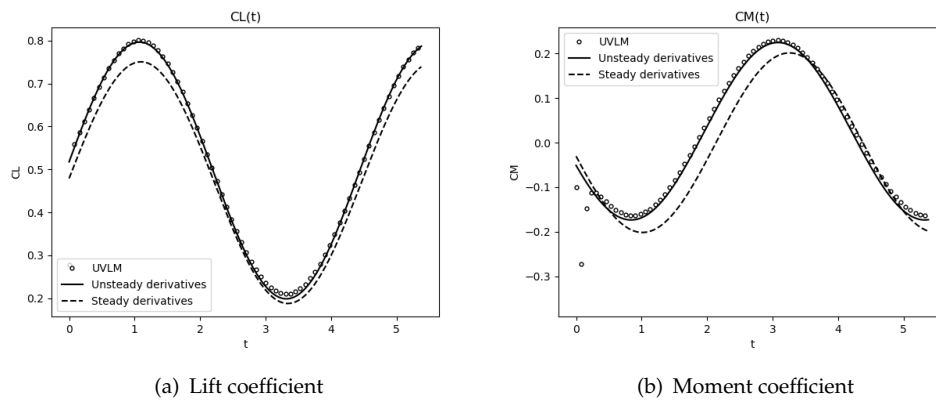 CL(t)
0.8
0.7
0.6
0.5
0.4
0.3
0.2
CL
UVLM
Unsteady derivatives
Steady derivatives
0 1 2 3 4 5
t
(a) Lift coefficient
CM(t)
0.2
0.1
0.0
−0.1
−0.2
−0.3
CM
UVLM
Unsteady derivatives
Steady derivatives
0 1 2 3 4 5
t
(b) Moment coefficient